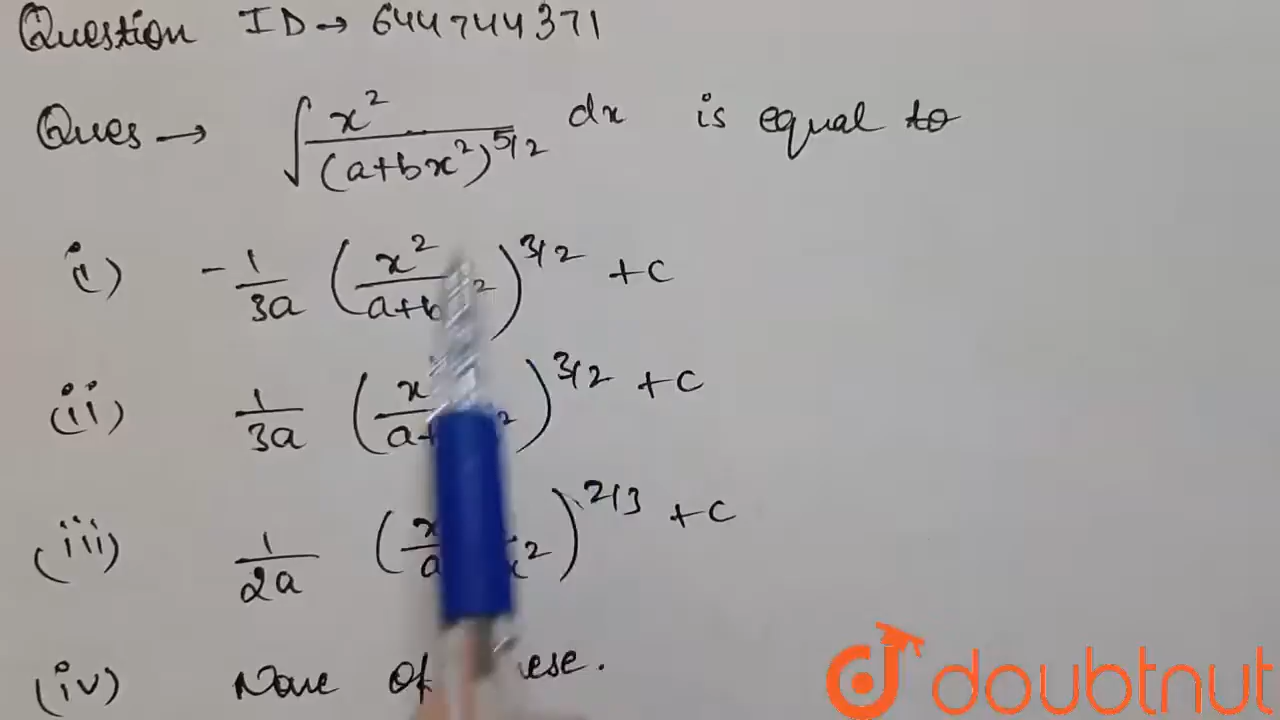 Question ID → 644744371
Ques → ∫ x² / (a+bx²)^5/2 dx is equal to
(i) -1/3a (x² / a+b 2)^3/2 + c
(ii) 1/3a (x / a+ 2)^3/2 + c
(iii) 1/2a (x / a x²)^2/3 + c
(iv) None Of ese.
doubtnut